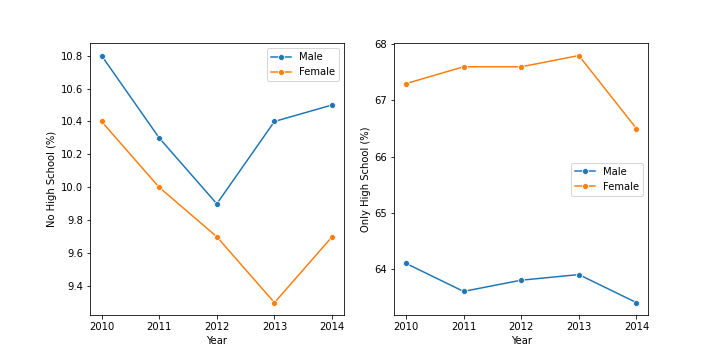 10.8
10.6
10.4
10.2
10.0
9.8
9.6
9.4
No High School (%)
2010 2011 2012 2013 2014
Year
Male
Female
68
67
66
65
64
Only High School (%)
2010 2011 2012 2013 2014
Year
Male
Female